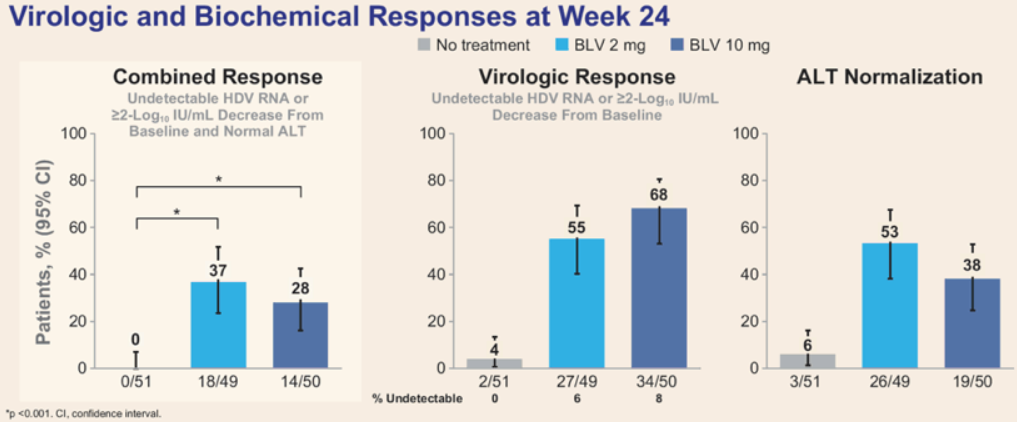 Virologic and Biochemical Responses at Week 24
No treatment BLV 2 mg BLV 10 mg
Combined Response
Undetectable HDV RNA or
≥2-Log₁₀ IU/mL Decrease From
Baseline and Normal ALT
Patients, % (95% CI)
100
80
60
40
20
0
*
*
0
37
28
0/51 18/49 14/50
Virologic Response
Undetectable HDV RNA or ≥2-Log₁₀ IU/mL
Decrease From Baseline
100
80
60
40
20
0
4
55
68
2/51 27/49 34/50
% Undetectable 0 6 8
ALT Normalization
100
80
60
40
20
0
6
53
38
3/51 26/49 19/50
*p <0.001. CI, confidence interval.